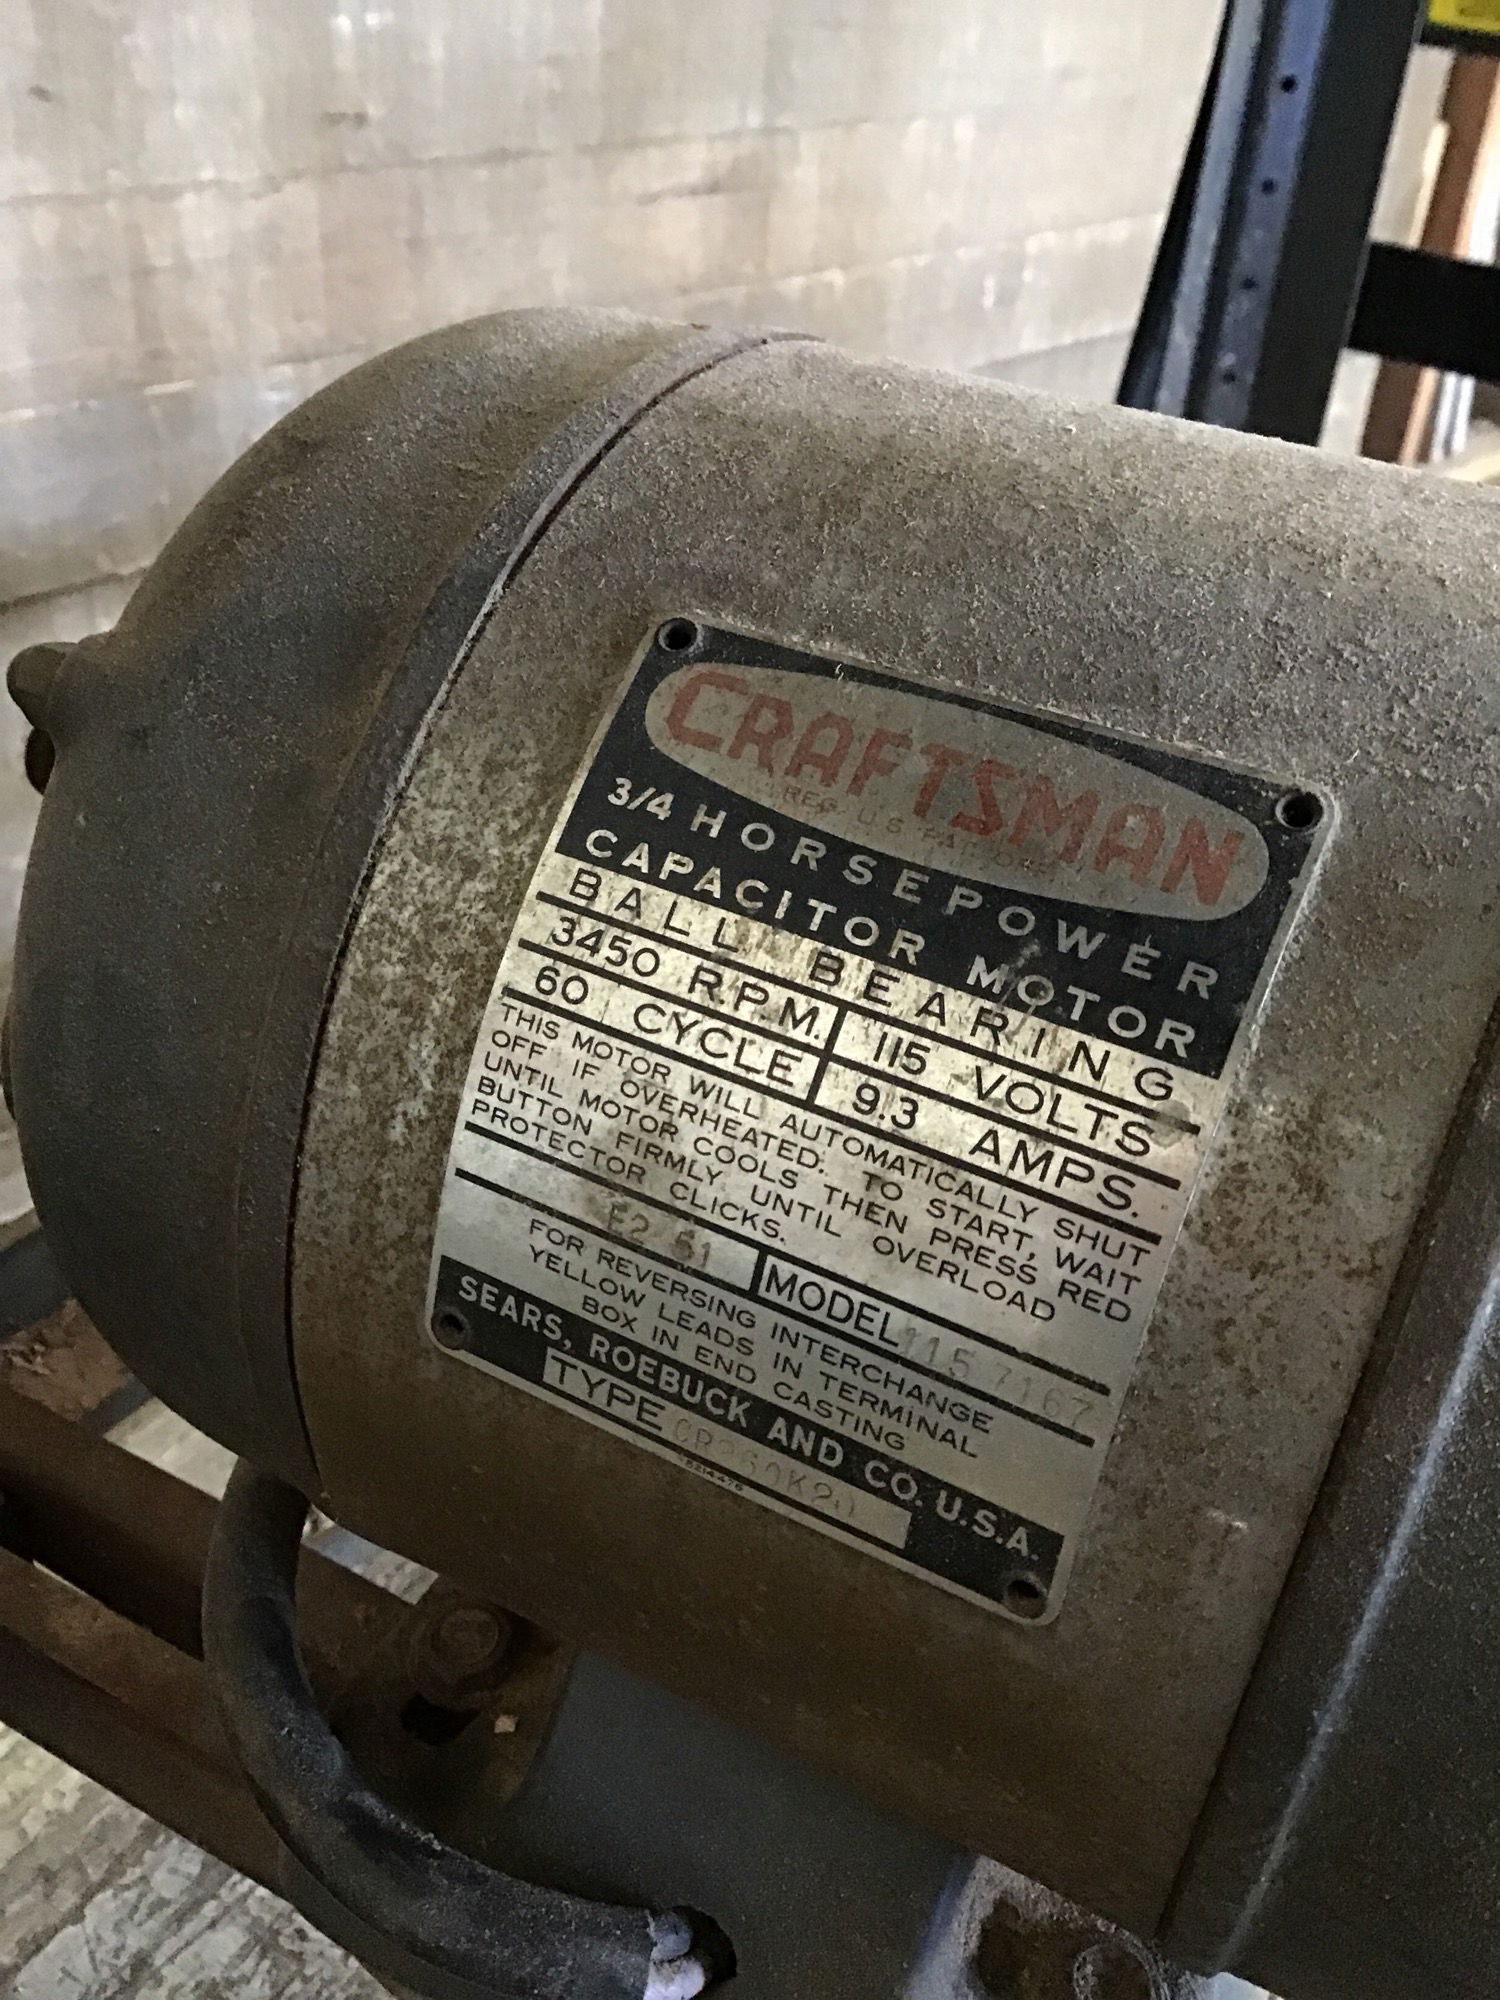 CRAFTSMAN
REG. U.S. PAT. OFF.
3/4 HORSEPOWER
CAPACITOR MOTOR
BALL BEARING
3450 R.P.M. 115 VOLTS
60 CYCLE 9.3 AMPS.
THIS MOTOR WILL AUTOMATICALLY SHUT
OFF IF OVERHEATED. TO START, WAIT
UNTIL MOTOR COOLS THEN PRESS RED
BUTTON FIRMLY UNTIL OVERLOAD
PROTECTOR CLICKS.
MODEL 115 7167
FOR REVERSING INTERCHANGE
YELLOW LEADS IN TERMINAL
BOX IN END CASTING
SEARS, ROEBUCK AND CO. U.S.A.
TYPE